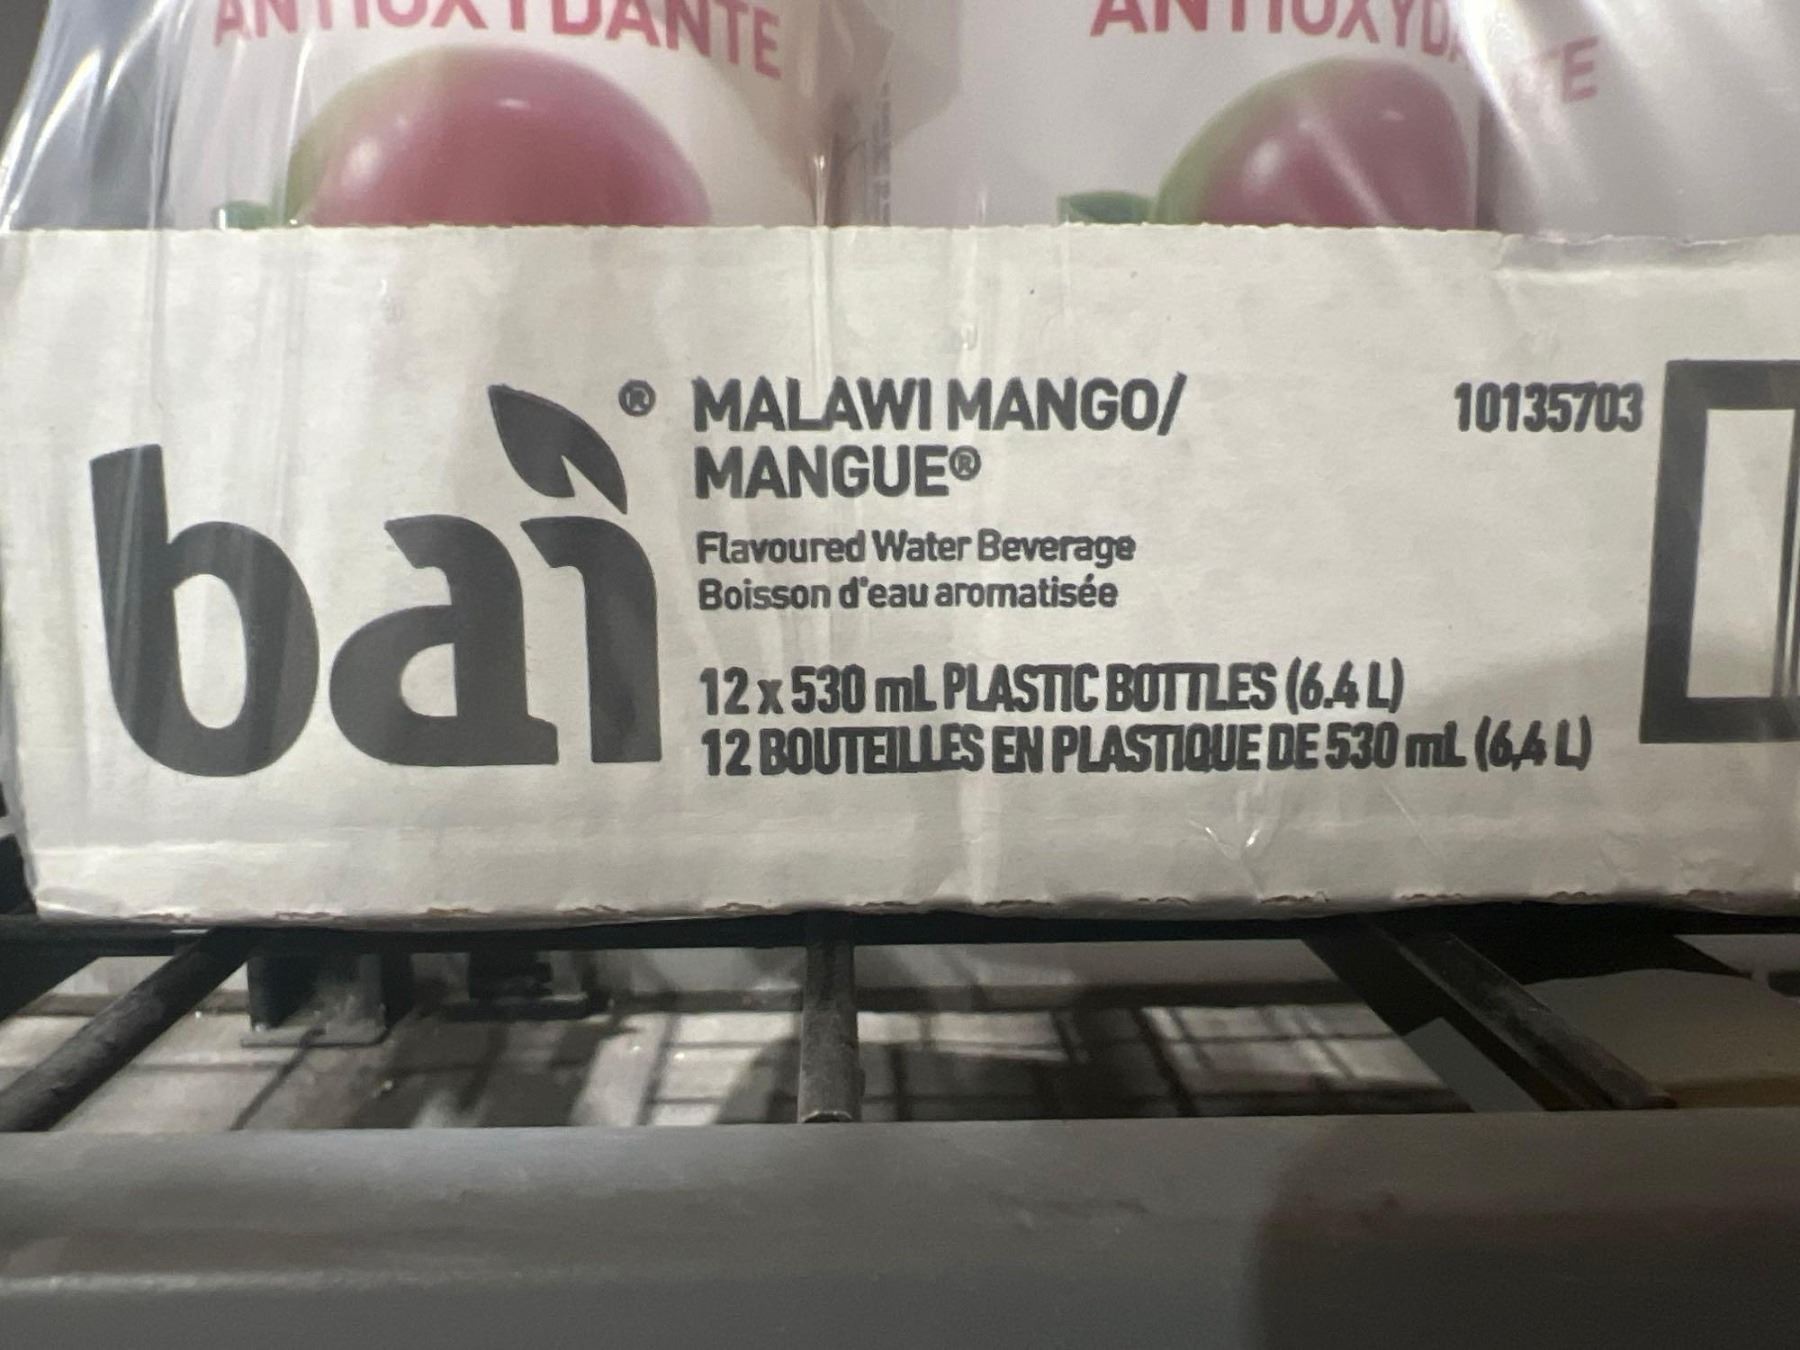 ANTIOXYDANTE
bai®
MALAWI MANGO/
MANGUE®
Flavoured Water Beverage
Boisson d'eau aromatisée
12 x 530 mL PLASTIC BOTTLES (6.4 L)
12 BOUTEILLES EN PLASTIQUE DE 530 mL (6,4 L)
10135703